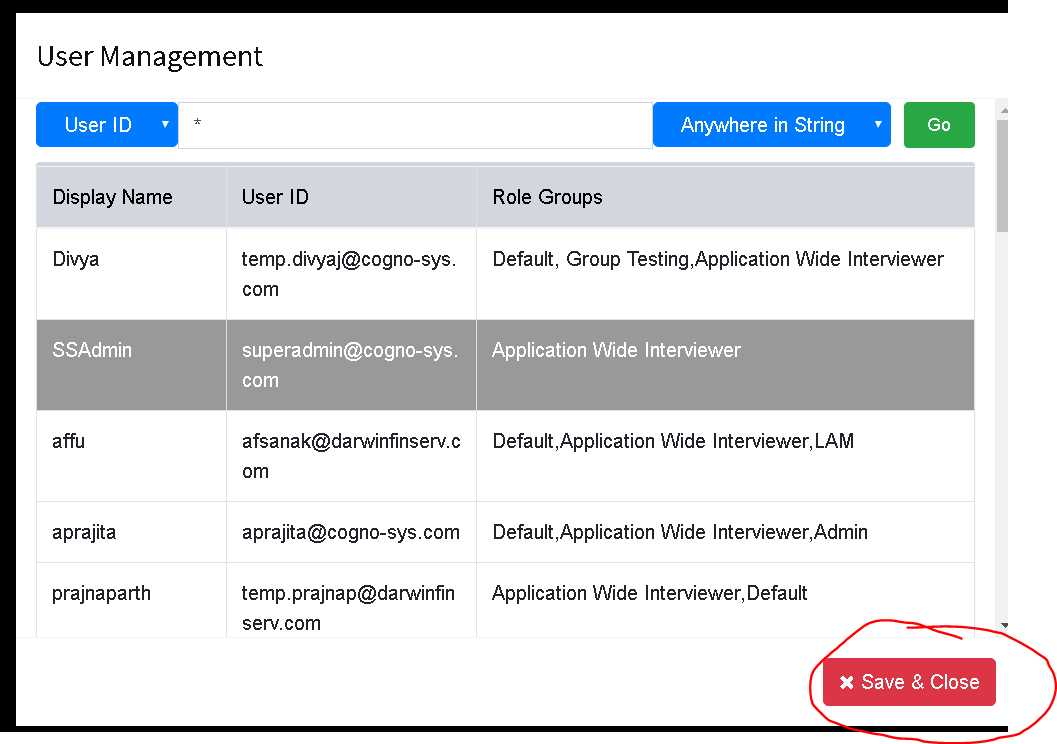 User Management
User ID ▾ * Anywhere in String ▾ Go
Display Name User ID Role Groups
Divya temp.divyaj@cogno-sys. Default, Group Testing,Application Wide Interviewer
com
SSAdmin superadmin@cogno-sys. Application Wide Interviewer
com
affu afsanak@darwinfinserv.c Default,Application Wide Interviewer,LAM
om
aprajita aprajita@cogno-sys.com Default,Application Wide Interviewer,Admin
prajnaparth temp.prajnap@darwinfin Application Wide Interviewer,Default
serv.com
✖ Save & Close